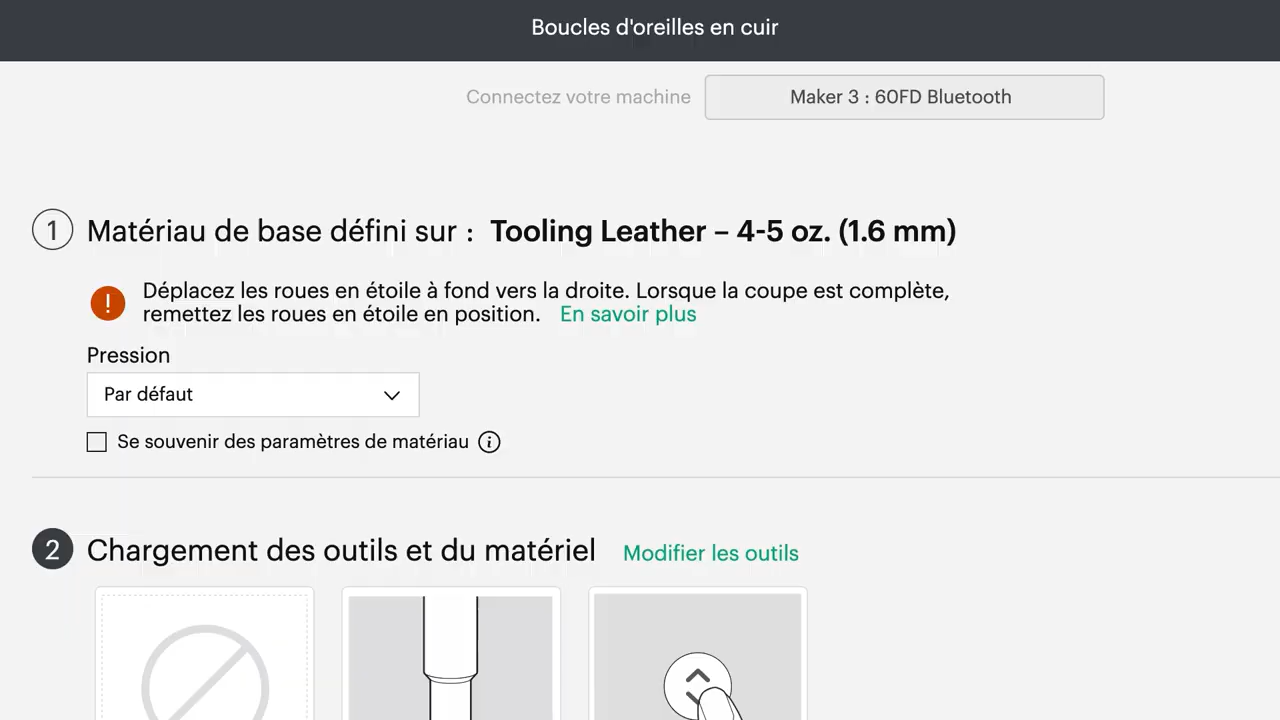 Boucles d'oreilles en cuir
Connectez votre machine Maker 3 : 60FD Bluetooth
1 Matériau de base défini sur : Tooling Leather – 4-5 oz. (1.6 mm)
! Déplacez les roues en étoile à fond vers la droite. Lorsque la coupe est complète,
remettez les roues en étoile en position. En savoir plus
Pression
Par défaut
Se souvenir des paramètres de matériau i
2 Chargement des outils et du matériel Modifier les outils